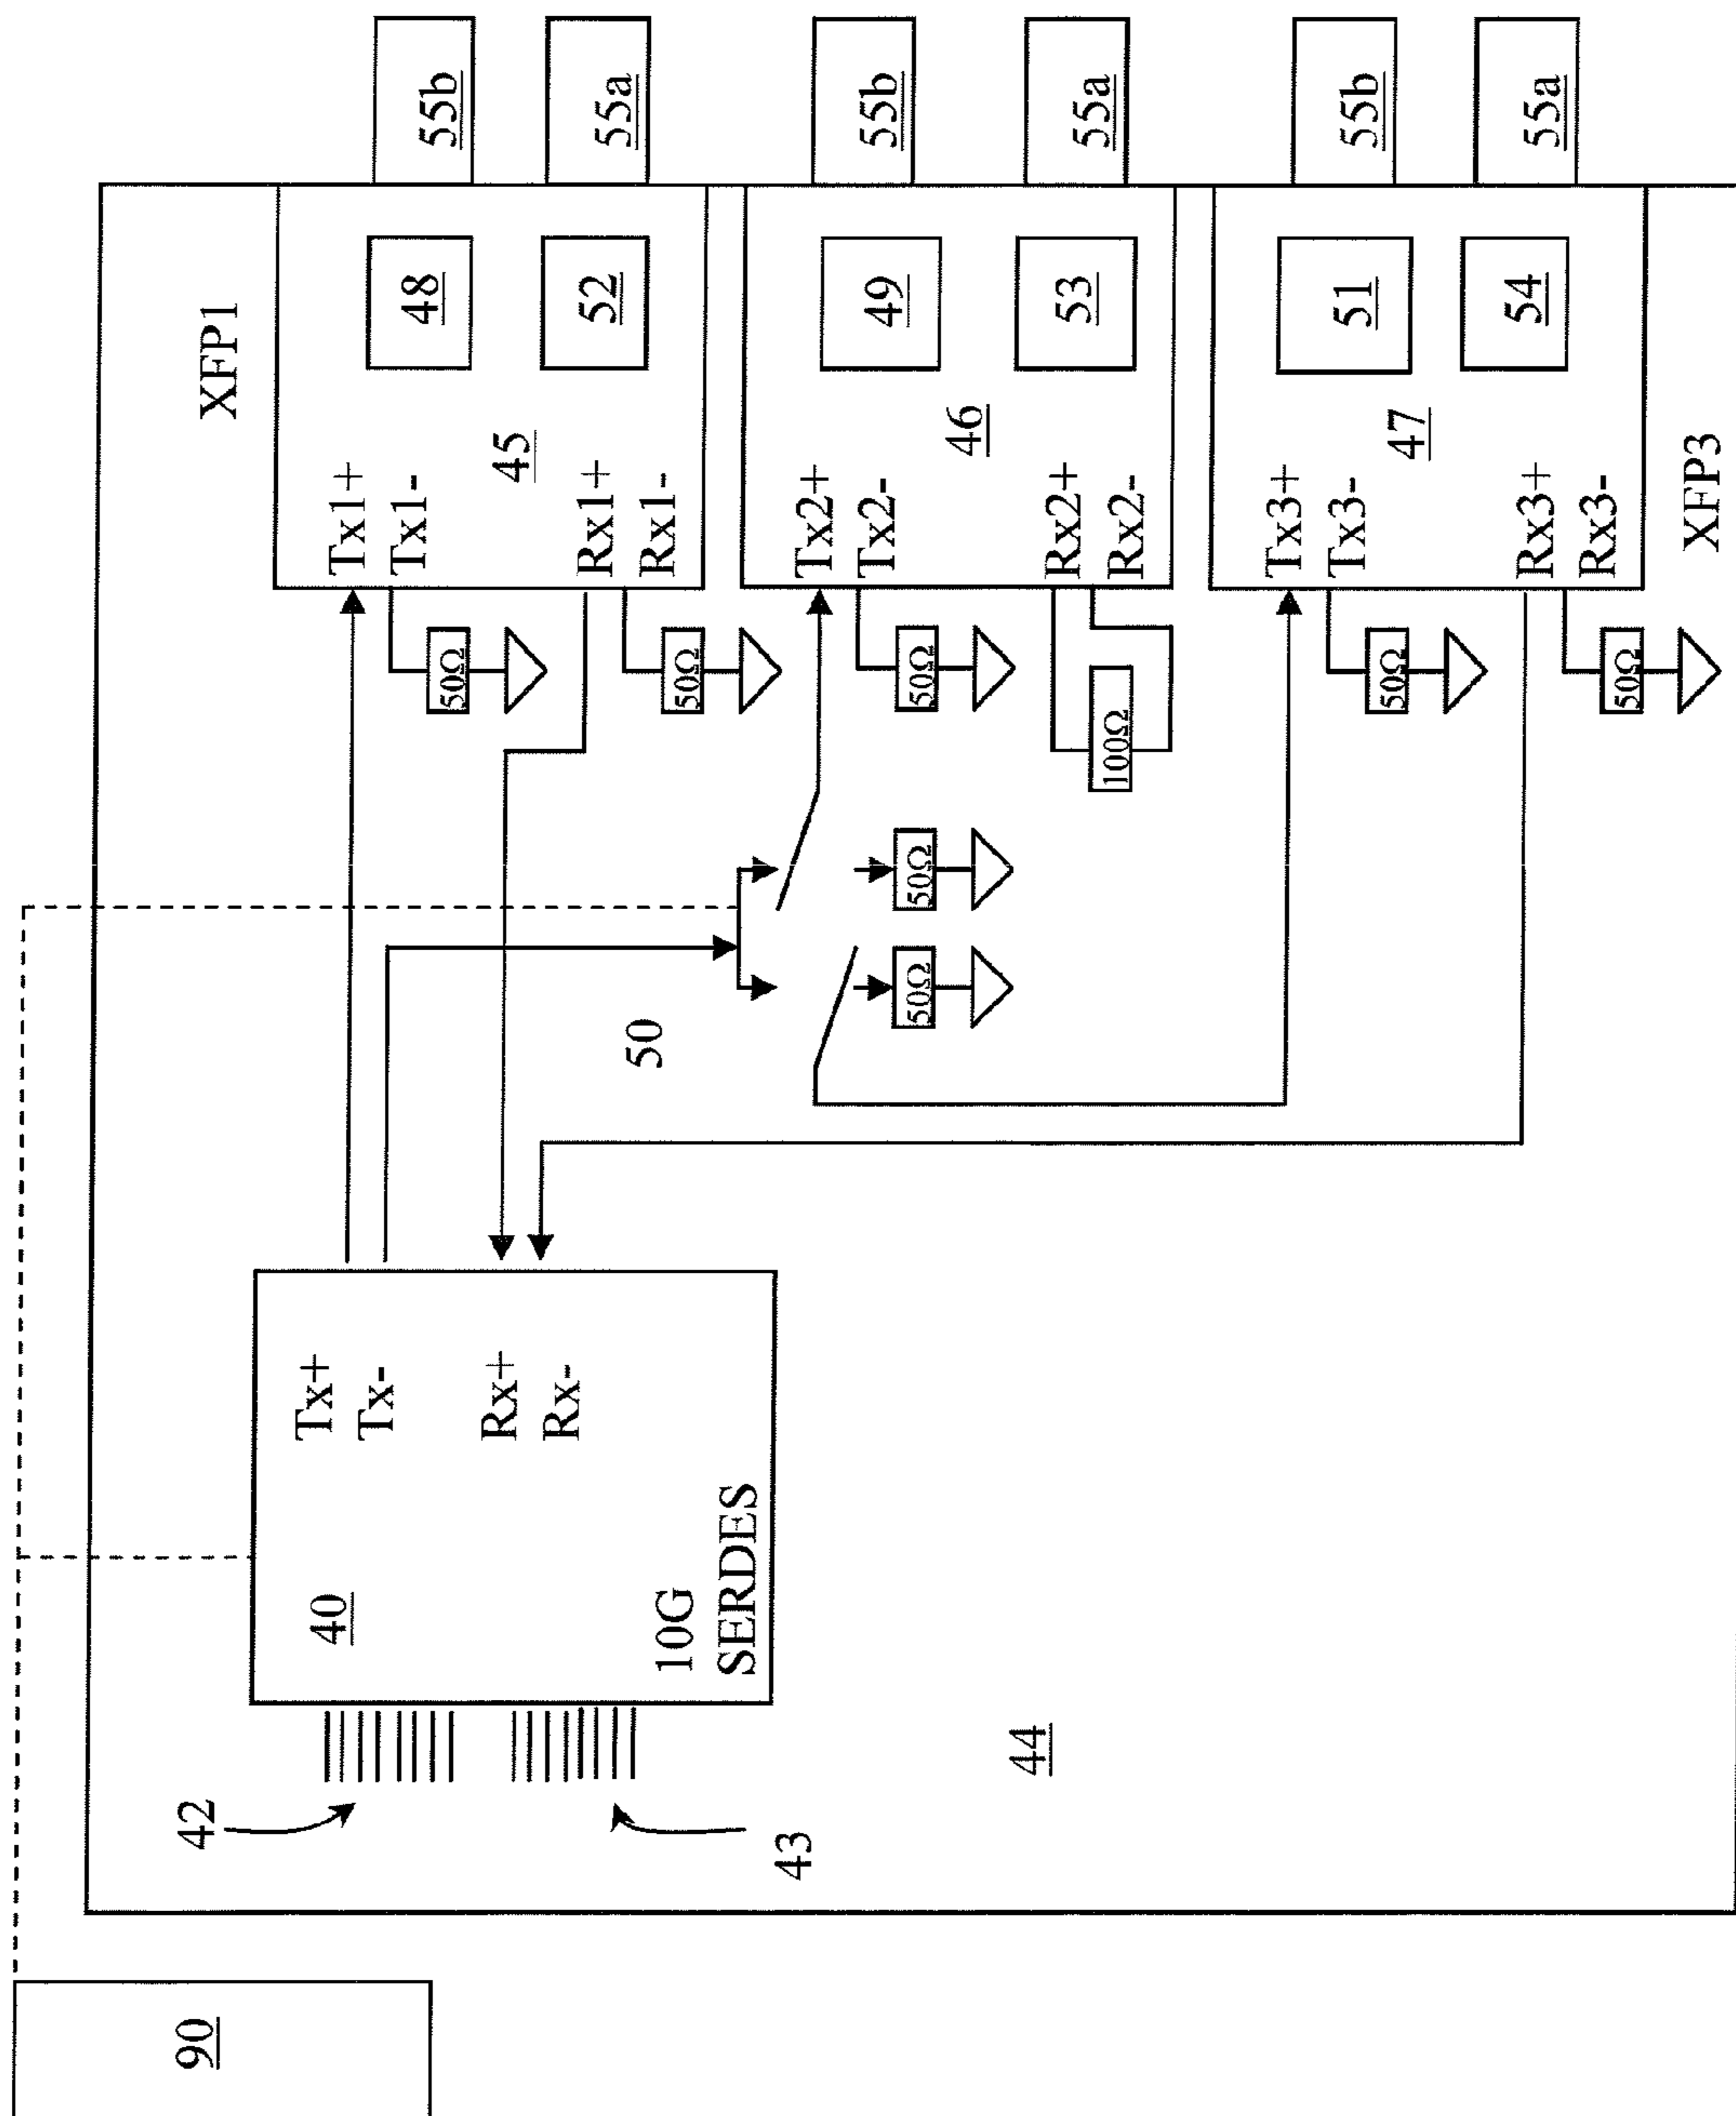 90
42
43
40
10G
SERDES
Tx+
Tx-
Rx+
Rx-
44
50
50Ω
50Ω
XFP1
Tx1+
Tx1-
45
Rx1+
Rx1-
48
52
50Ω
50Ω
55b
55a
Tx2+
Tx2-
46
Rx2+
Rx2-
49
53
50Ω
100Ω
55b
55a
Tx3+
Tx3-
47
Rx3+
Rx3-
51
54
50Ω
50Ω
XFP3
55b
55a